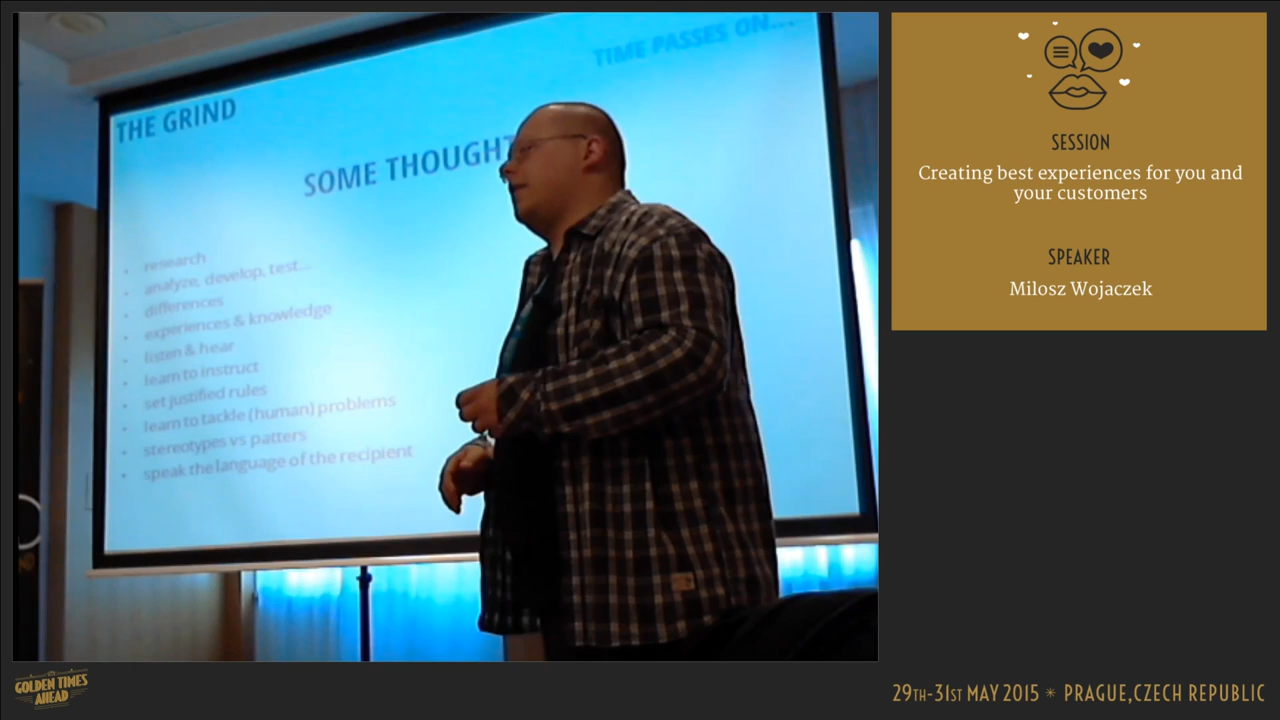 TIME PASSES ON...
THE GRIND
SOME THOUGHT
research
analyze, develop, test...
differences
experiences & knowledge
listen & hear
learn to instruct
set justified rules
learn to tackle (human) problems
stereotypes vs patters
speak the language of the recipient
SESSION
Creating best experiences for you and
your customers
SPEAKER
Milosz Wojaczek
GOLDEN TIMES
AHEAD
29TH-31ST MAY 2015 * PRAGUE,CZECH REPUBLIC